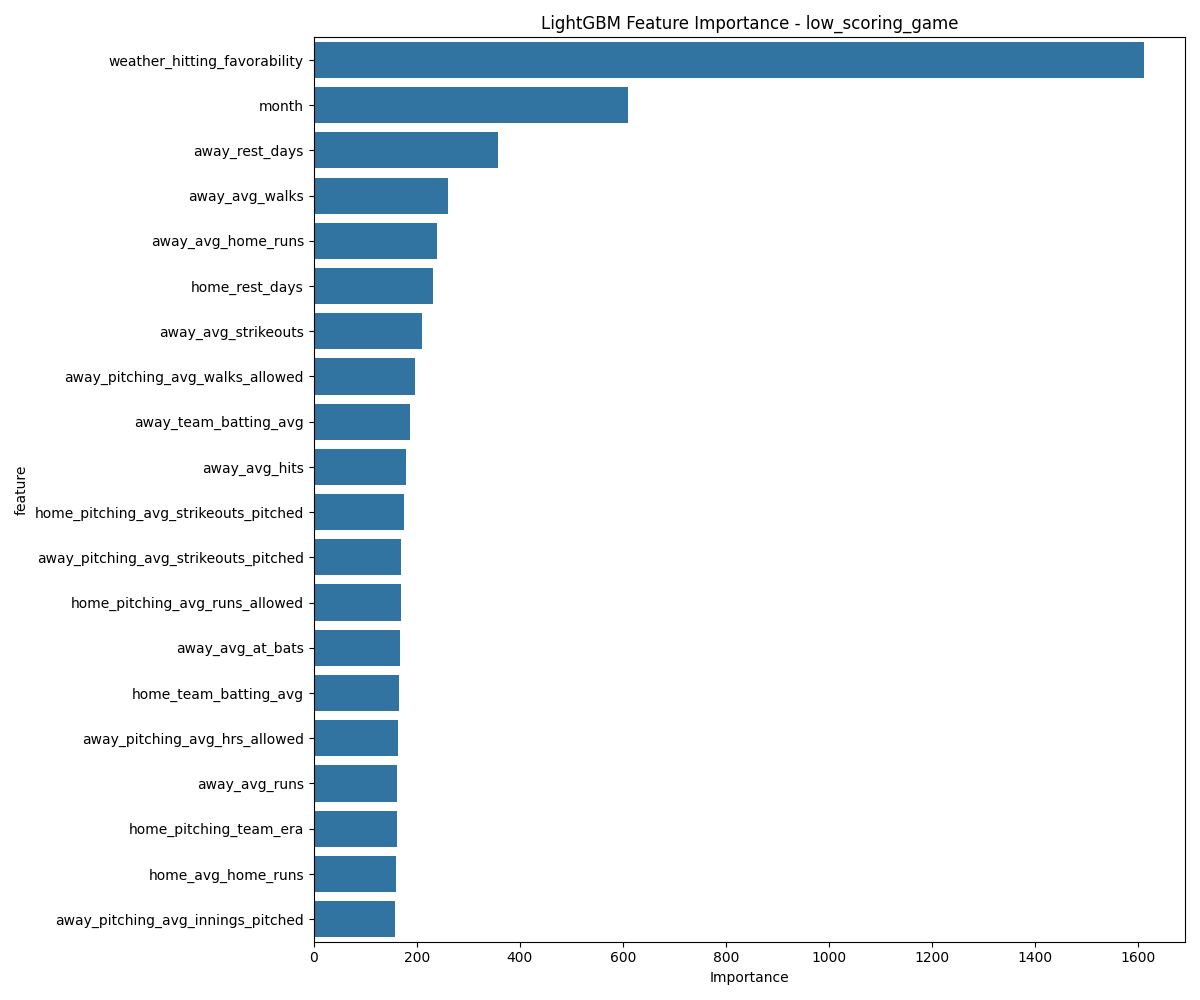 LightGBM Feature Importance - low_scoring_game
weather_hitting_favorability
month
away_rest_days
away_avg_walks
away_avg_home_runs
home_rest_days
away_avg_strikeouts
away_pitching_avg_walks_allowed
away_team_batting_avg
away_avg_hits
home_pitching_avg_strikeouts_pitched
away_pitching_avg_strikeouts_pitched
home_pitching_avg_runs_allowed
away_avg_at_bats
home_team_batting_avg
away_pitching_avg_hrs_allowed
away_avg_runs
home_pitching_team_era
home_avg_home_runs
away_pitching_avg_innings_pitched
feature
0 200 400 600 800 1000 1200 1400 1600
Importance